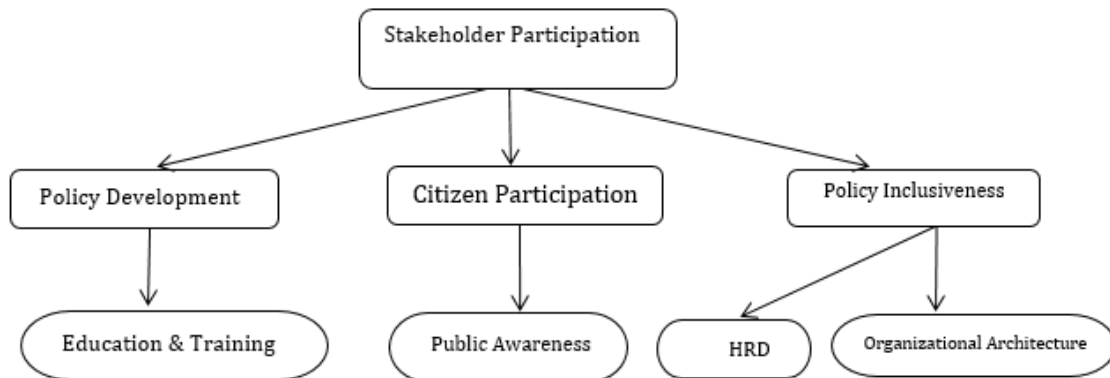 Stakeholder Participation
Policy Development
Citizen Participation
Policy Inclusiveness
Education & Training
Public Awareness
HRD
Organizational Architecture